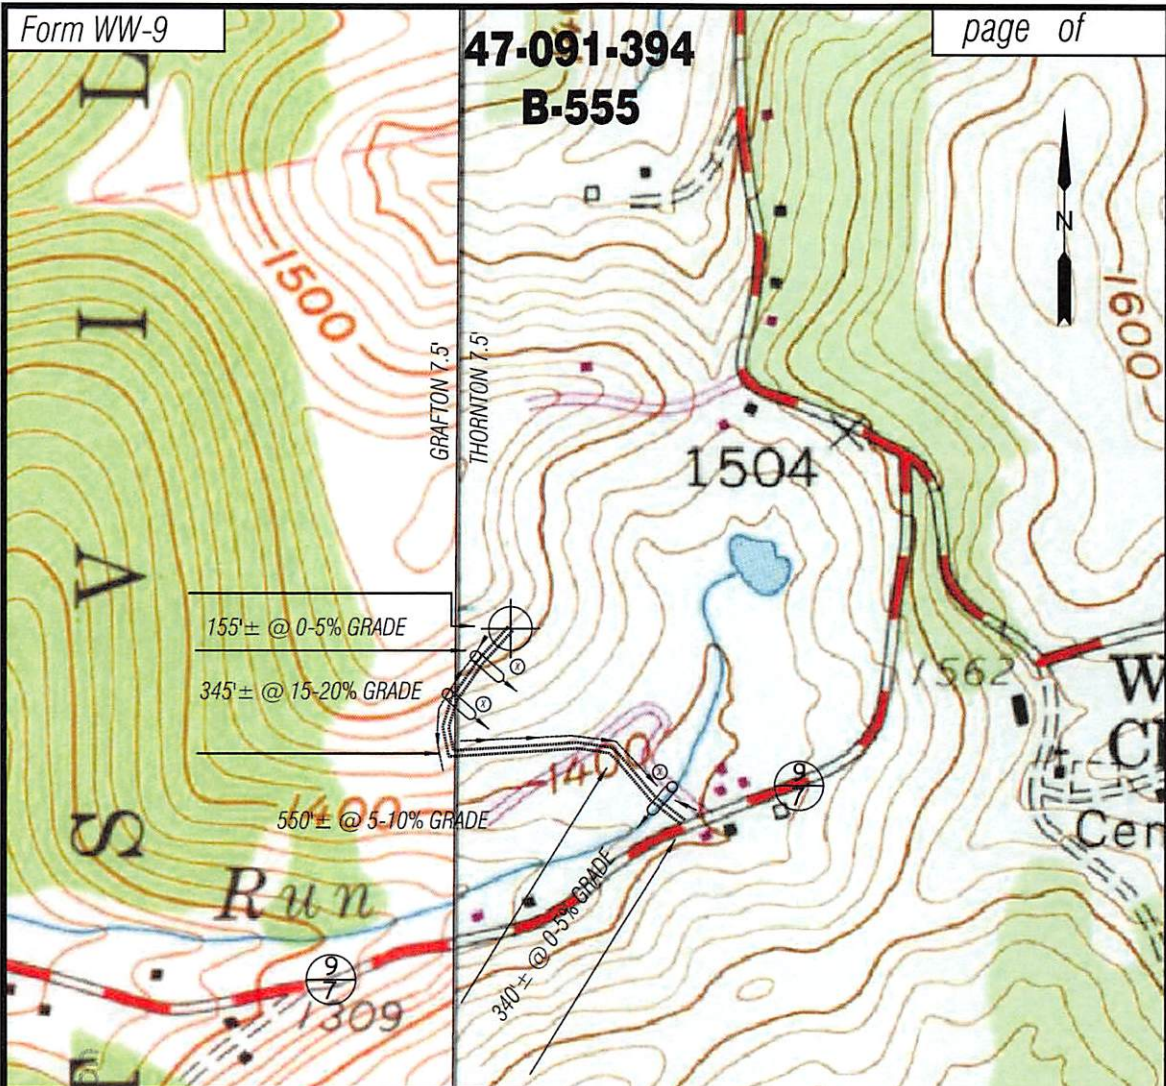 Form WW-9
47-091-394
B-555
page of
L
I
V
A
S
N
1500
1600
GRAFTON 7.5'
THORNTON 7.5'
1504
155'± @ 0-5% GRADE
345'± @ 15-20% GRADE
1562
W
Cem
1400
1400
550'± @ 5-10% GRADE
9
7
Run
340'± @ 0-5% GRADE
9
7
1309